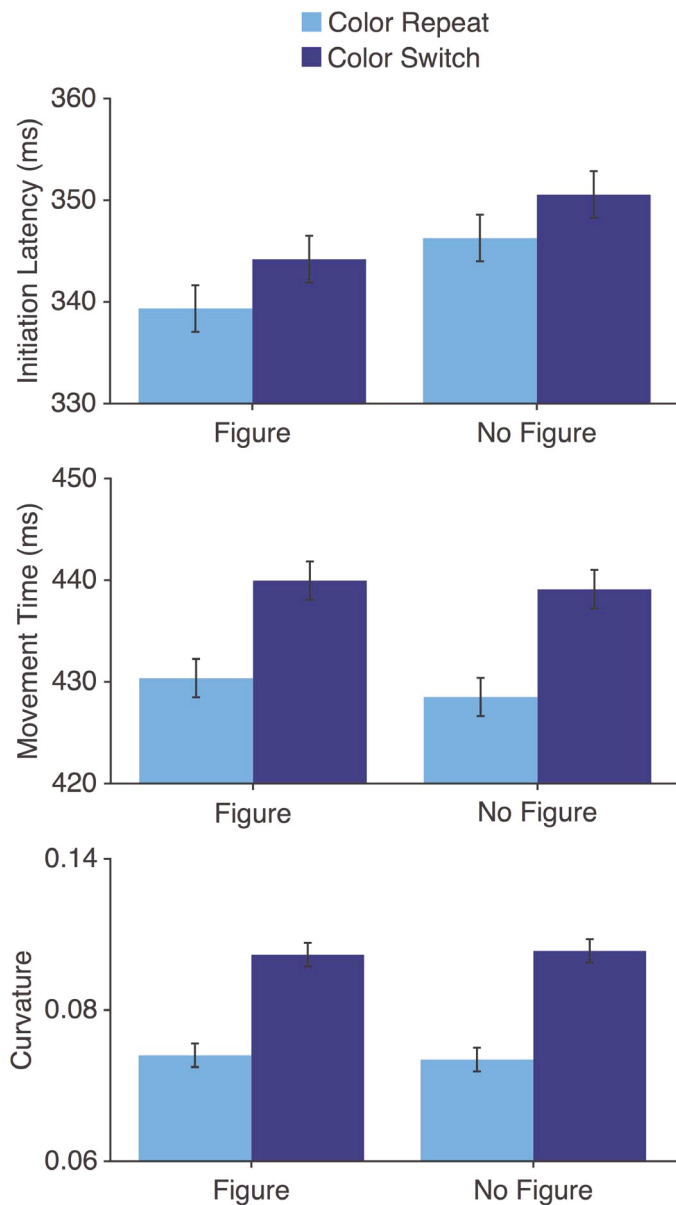 Color Repeat
Color Switch
Initiation Latency (ms)
360
350
340
330
Figure No Figure
Movement Time (ms)
450
440
430
420
Figure No Figure
Curvature
0.14
0.08
0.06
Figure No Figure